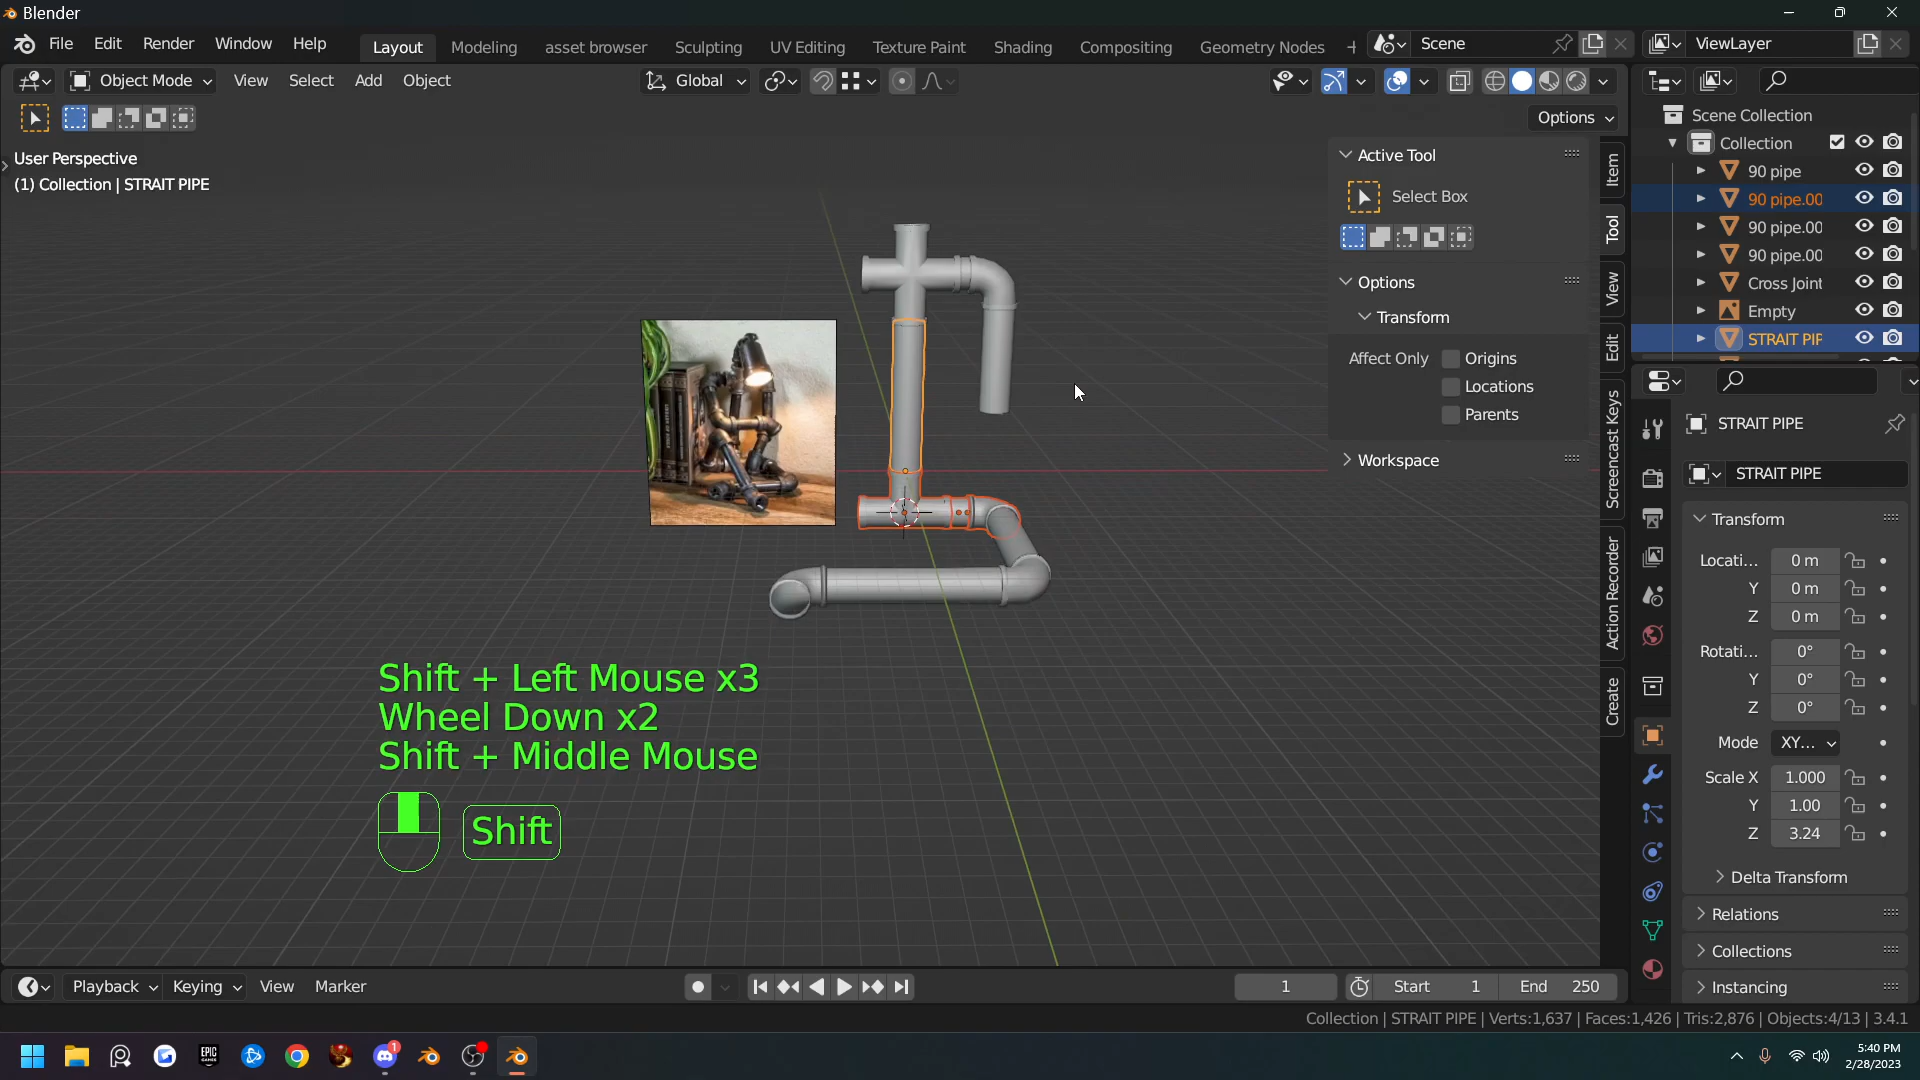 Blender
File Edit Render Window Help
Layout Modeling asset browser Sculpting UV Editing Texture Paint Shading Compositing Geometry Nodes
Scene
ViewLayer
Object Mode View Select Add Object
Global
Options
User Perspective
(1) Collection | STRAIT PIPE
Active Tool
Select Box
Options
Transform
Affect Only
Origins
Locations
Parents
Workspace
Item
Tool
View
Edit
Screencast Keys
Action Recorder
Create
Scene Collection
Collection
90 pipe
90 pipe.00
90 pipe.00
90 pipe.00
Cross Joint
Empty
STRAIT PIP
STRAIT PIPE
STRAIT PIPE
Transform
Locati... 0 m
Y 0 m
Z 0 m
Rotati... 0°
Y 0°
Z 0°
Mode XY...
Scale X 1.000
Y 1.00
Z 3.24
Delta Transform
Relations
Collections
Instancing
Shift + Left Mouse x3
Wheel Down x2
Shift + Middle Mouse
Shift
Playback Keying View Marker
1
Start 1
End 250
Collection | STRAIT PIPE | Verts:1,637 | Faces:1,426 | Tris:2,876 | Objects:4/13 | 3.4.1
EPIC
GAMES
1
5:40 PM
2/28/2023